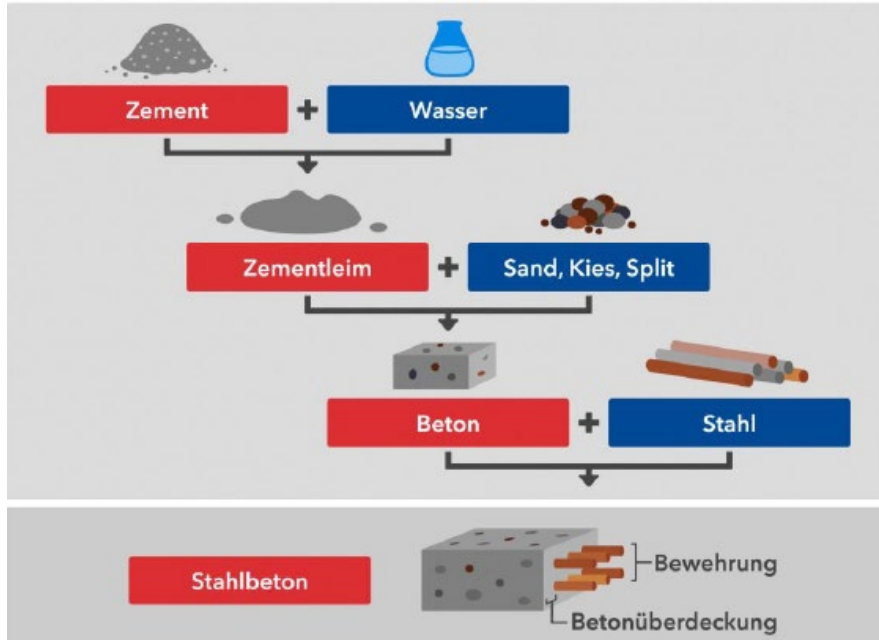 Zement + Wasser
Zementleim + Sand, Kies, Split
Beton + Stahl
Stahlbeton
Bewehrung
Betonüberdeckung